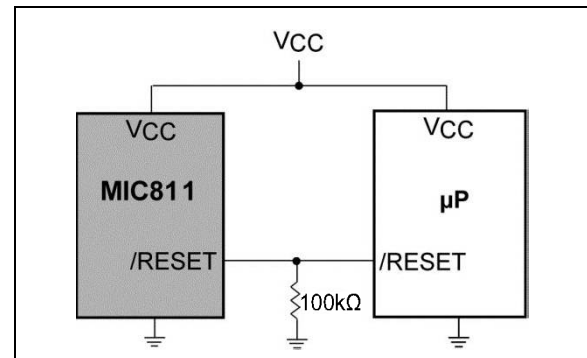 VCC
VCC
VCC
MIC811
µP
/RESET
/RESET
100kΩ